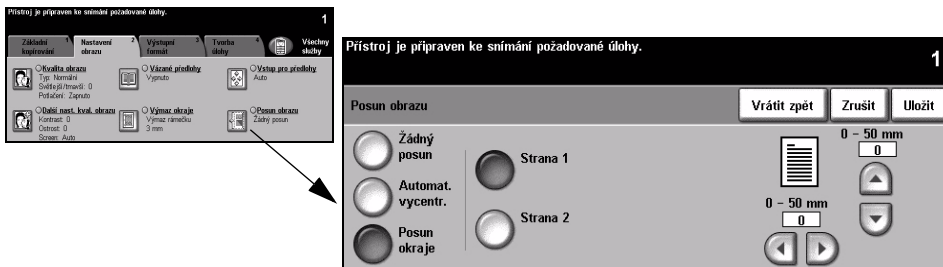 Přístroj je připraven ke snímání požadované úlohy.
1
Základní kopírování
1
Nastavení obrazu
2
Výstupní formát
3
Tvorba úlohy
4
Všechny služby
Kvalita obrazu
Typ: Normální
Světlejší/tmavší: 0
Potlačení: Zapnuto
Vázané předlohy
Vypnuto
Vstup pro předlohy
Auto
Další nast. kval. obrazu
Kontrast: 0
Ostrost: 0
Screen: Auto
Výmaz okraje
Výmaz rámečku
3 mm
Posun obrazu
Žádný posun
Přístroj je připraven ke snímání požadované úlohy.
1
Posun obrazu
Vrátit zpět
Zrušit
Uložit
Žádný
posun
Automat.
vycentr.
Posun
okraje
Strana 1
Strana 2
0 - 50 mm
0
0 - 50 mm
0